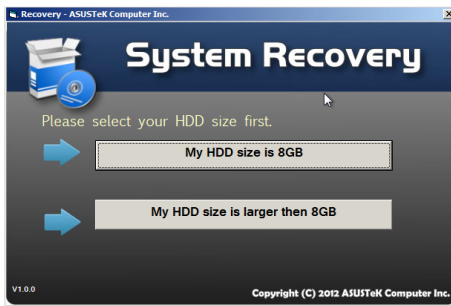 Recovery - ASUSTeK Computer Inc.
System Recovery
Please select your HDD size first.
My HDD size is 8GB
My HDD size is larger then 8GB
V1.0.0
Copyright (C) 2012 ASUSTeK Computer Inc.